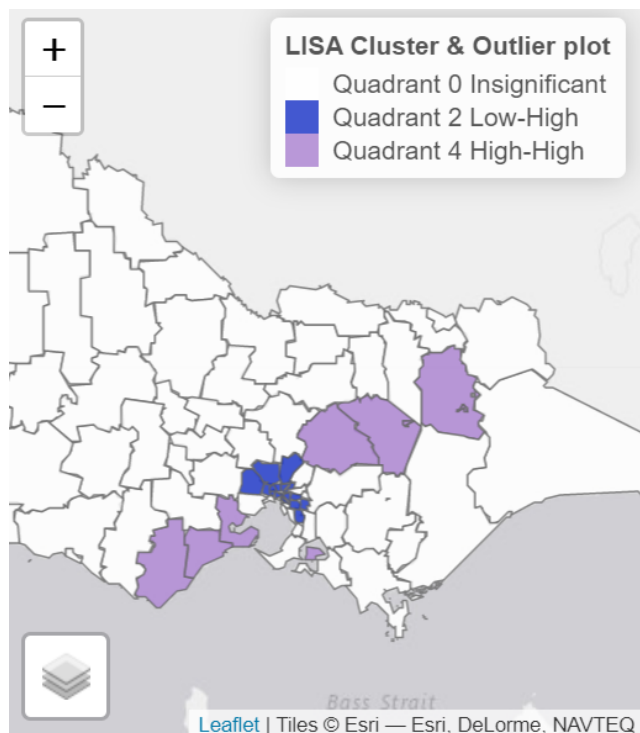 +
−
LISA Cluster & Outlier plot
Quadrant 0 Insignificant
Quadrant 2 Low-High
Quadrant 4 High-High
Bass Strait
Leaflet | Tiles © Esri — Esri, DeLorme, NAVTEQ